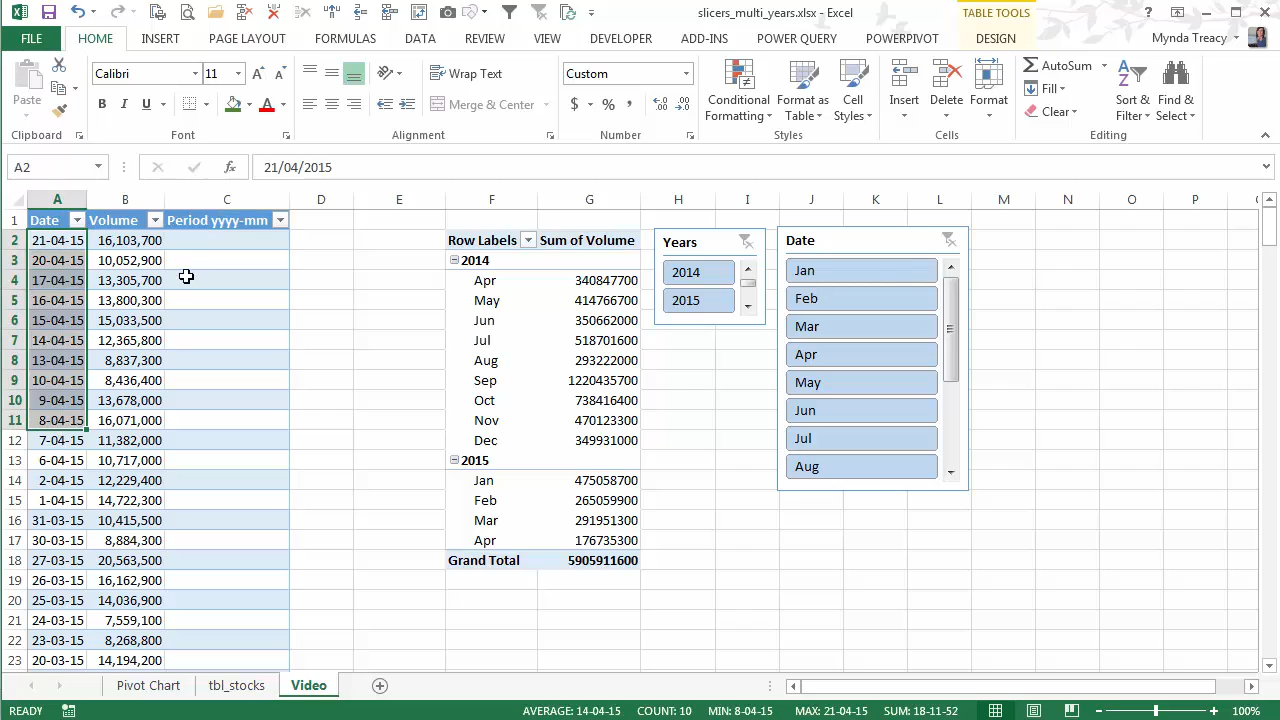 slicers_multi_years.xlsx - Excel
TABLE TOOLS
FILE HOME INSERT PAGE LAYOUT FORMULAS DATA REVIEW VIEW DEVELOPER ADD-INS POWER QUERY POWERPIVOT DESIGN Mynda Treacy
Paste
Calibri 11
Wrap Text
Custom
Conditional Formatting
Format as Table
Cell Styles
Insert Delete Format
AutoSum
Fill
Clear
Sort & Filter
Find & Select
B I U
Merge & Center
$ % ,
Clipboard Font Alignment Number Styles Cells Editing
A2 fx 21/04/2015
A B C D E F G H I J K L M N O P
1 Date Volume Period yyyy-mm
2 21-04-15 16,103,700 Row Labels Sum of Volume
3 20-04-15 10,052,900 2014
4 17-04-15 13,305,700 Apr 340847700
5 16-04-15 13,800,300 May 414766700
6 15-04-15 15,033,500 Jun 350662000
7 14-04-15 12,365,800 Jul 518701600
8 13-04-15 8,837,300 Aug 293222000
9 10-04-15 8,436,400 Sep 1220435700
10 9-04-15 13,678,000 Oct 738416400
11 8-04-15 16,071,000 Nov 470123300
12 7-04-15 11,382,000 Dec 349931000
13 6-04-15 10,717,000 2015
14 2-04-15 12,229,400 Jan 475058700
15 1-04-15 14,722,300 Feb 265059900
16 31-03-15 10,415,500 Mar 291951300
17 30-03-15 8,884,300 Apr 176735300
18 27-03-15 20,563,500 Grand Total 5905911600
19 26-03-15 16,162,900
20 25-03-15 14,036,900
21 24-03-15 7,559,100
22 23-03-15 8,268,800
23 20-03-15 14,194,200
Years
2014
2015
Date
Jan
Feb
Mar
Apr
May
Jun
Jul
Aug
Pivot Chart tbl_stocks Video
READY AVERAGE: 14-04-15 COUNT: 10 MIN: 8-04-15 MAX: 21-04-15 SUM: 18-11-52 100%